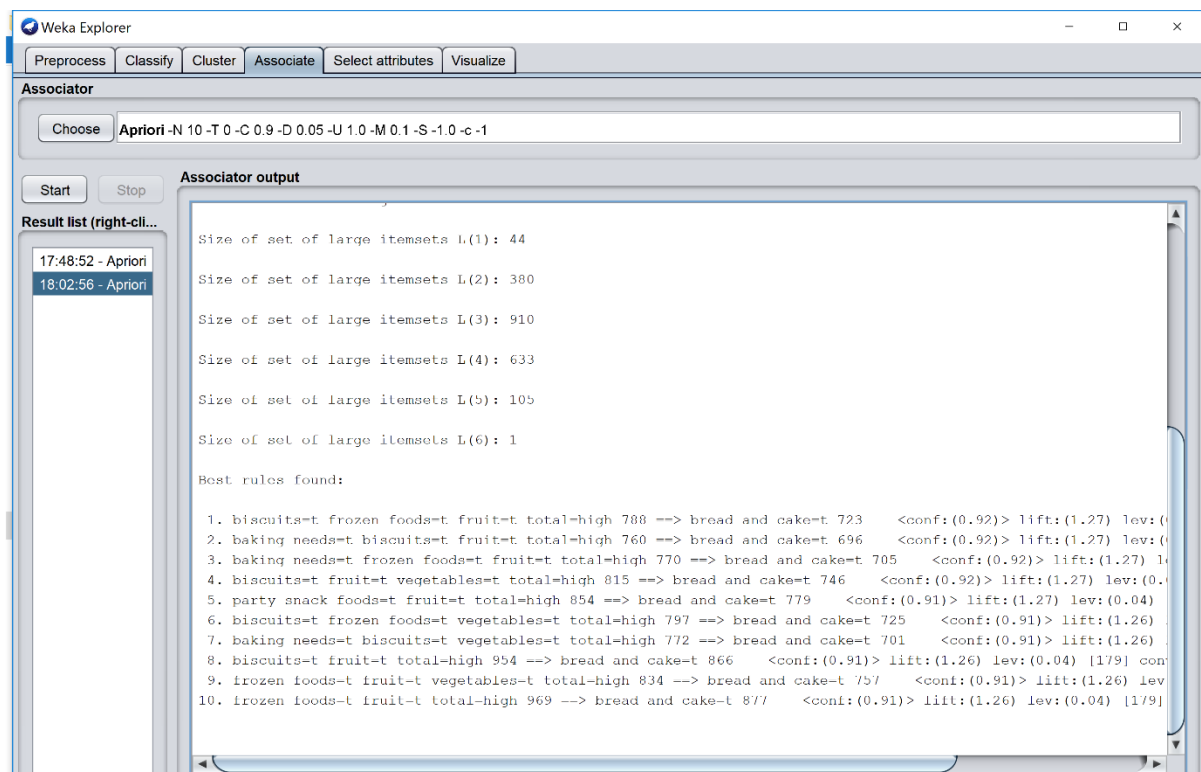 Weka Explorer
Preprocess Classify Cluster Associate Select attributes Visualize
Associator
Choose Apriori -N 10 -T 0 -C 0.9 -D 0.05 -U 1.0 -M 0.1 -S -1.0 -c -1
Start Stop
Associator output
Result list (right-cli...
17:48:52 - Apriori
18:02:56 - Apriori
Size of set of large itemsets L(1): 44
Size of set of large itemsets L(2): 380
Size of set of large itemsets L(3): 910
Size of set of large itemsets L(4): 633
Size of set of large itemsets L(5): 105
Size of set of large itemsets L(6): 1
Best rules found:
1. biscuits=t frozen foods=t fruit=t total=high 788 ==> bread and cake=t 723 <conf:(0.92)> lift:(1.27) lev:(
2. baking needs=t biscuits=t fruit=t total=high 760 ==> bread and cake=t 696 <conf:(0.92)> lift:(1.27) lev:(
3. baking needs=t frozen foods=t fruit=t total=high 770 ==> bread and cake=t 705 <conf:(0.92)> lift:(1.27) l
4. biscuits=t fruit=t vegetables=t total=high 815 ==> bread and cake=t 746 <conf:(0.92)> lift:(1.27) lev:(0.
5. party snack foods=t fruit=t total=high 854 ==> bread and cake=t 779 <conf:(0.91)> lift:(1.27) lev:(0.04)
6. biscuits=t frozen foods=t vegetables=t total=high 797 ==> bread and cake=t 725 <conf:(0.91)> lift:(1.26)
7. baking needs=t biscuits=t vegetables=t total=high 772 ==> bread and cake=t 701 <conf:(0.91)> lift:(1.26)
8. biscuits=t fruit=t total=high 954 ==> bread and cake=t 866 <conf:(0.91)> lift:(1.26) lev:(0.04) [179] con
9. frozen foods=t fruit=t vegetables=t total=high 834 ==> bread and cake=t 757 <conf:(0.91)> lift:(1.26) lev
10. frozen foods=t fruit=t total=high 969 ==> bread and cake=t 877 <conf:(0.91)> lift:(1.26) lev:(0.04) [179]